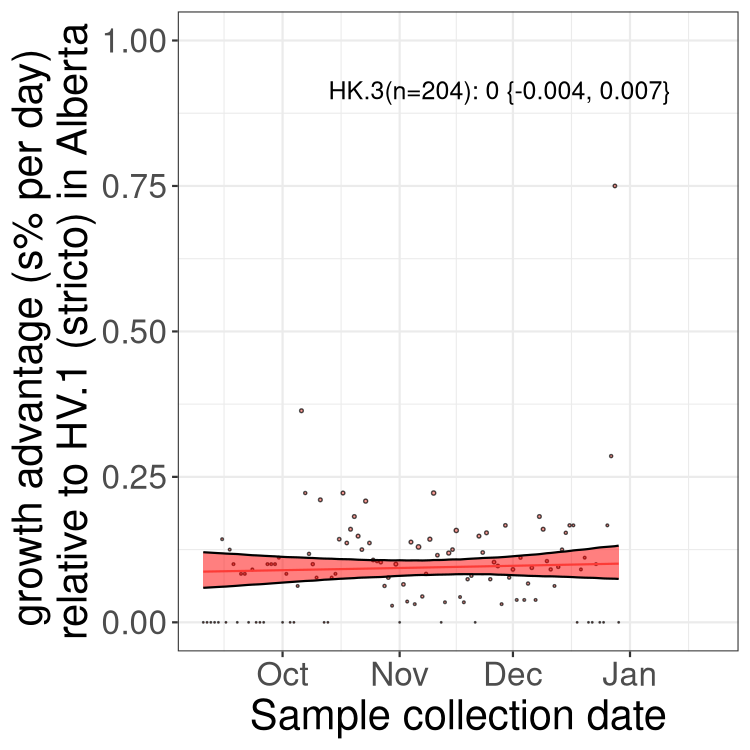 growth advantage (s% per day)
relative to HV.1 (stricto) in Alberta
1.00
0.75
0.50
0.25
0.00
HK.3(n=204): 0 {-0.004, 0.007}
Oct Nov Dec Jan
Sample collection date